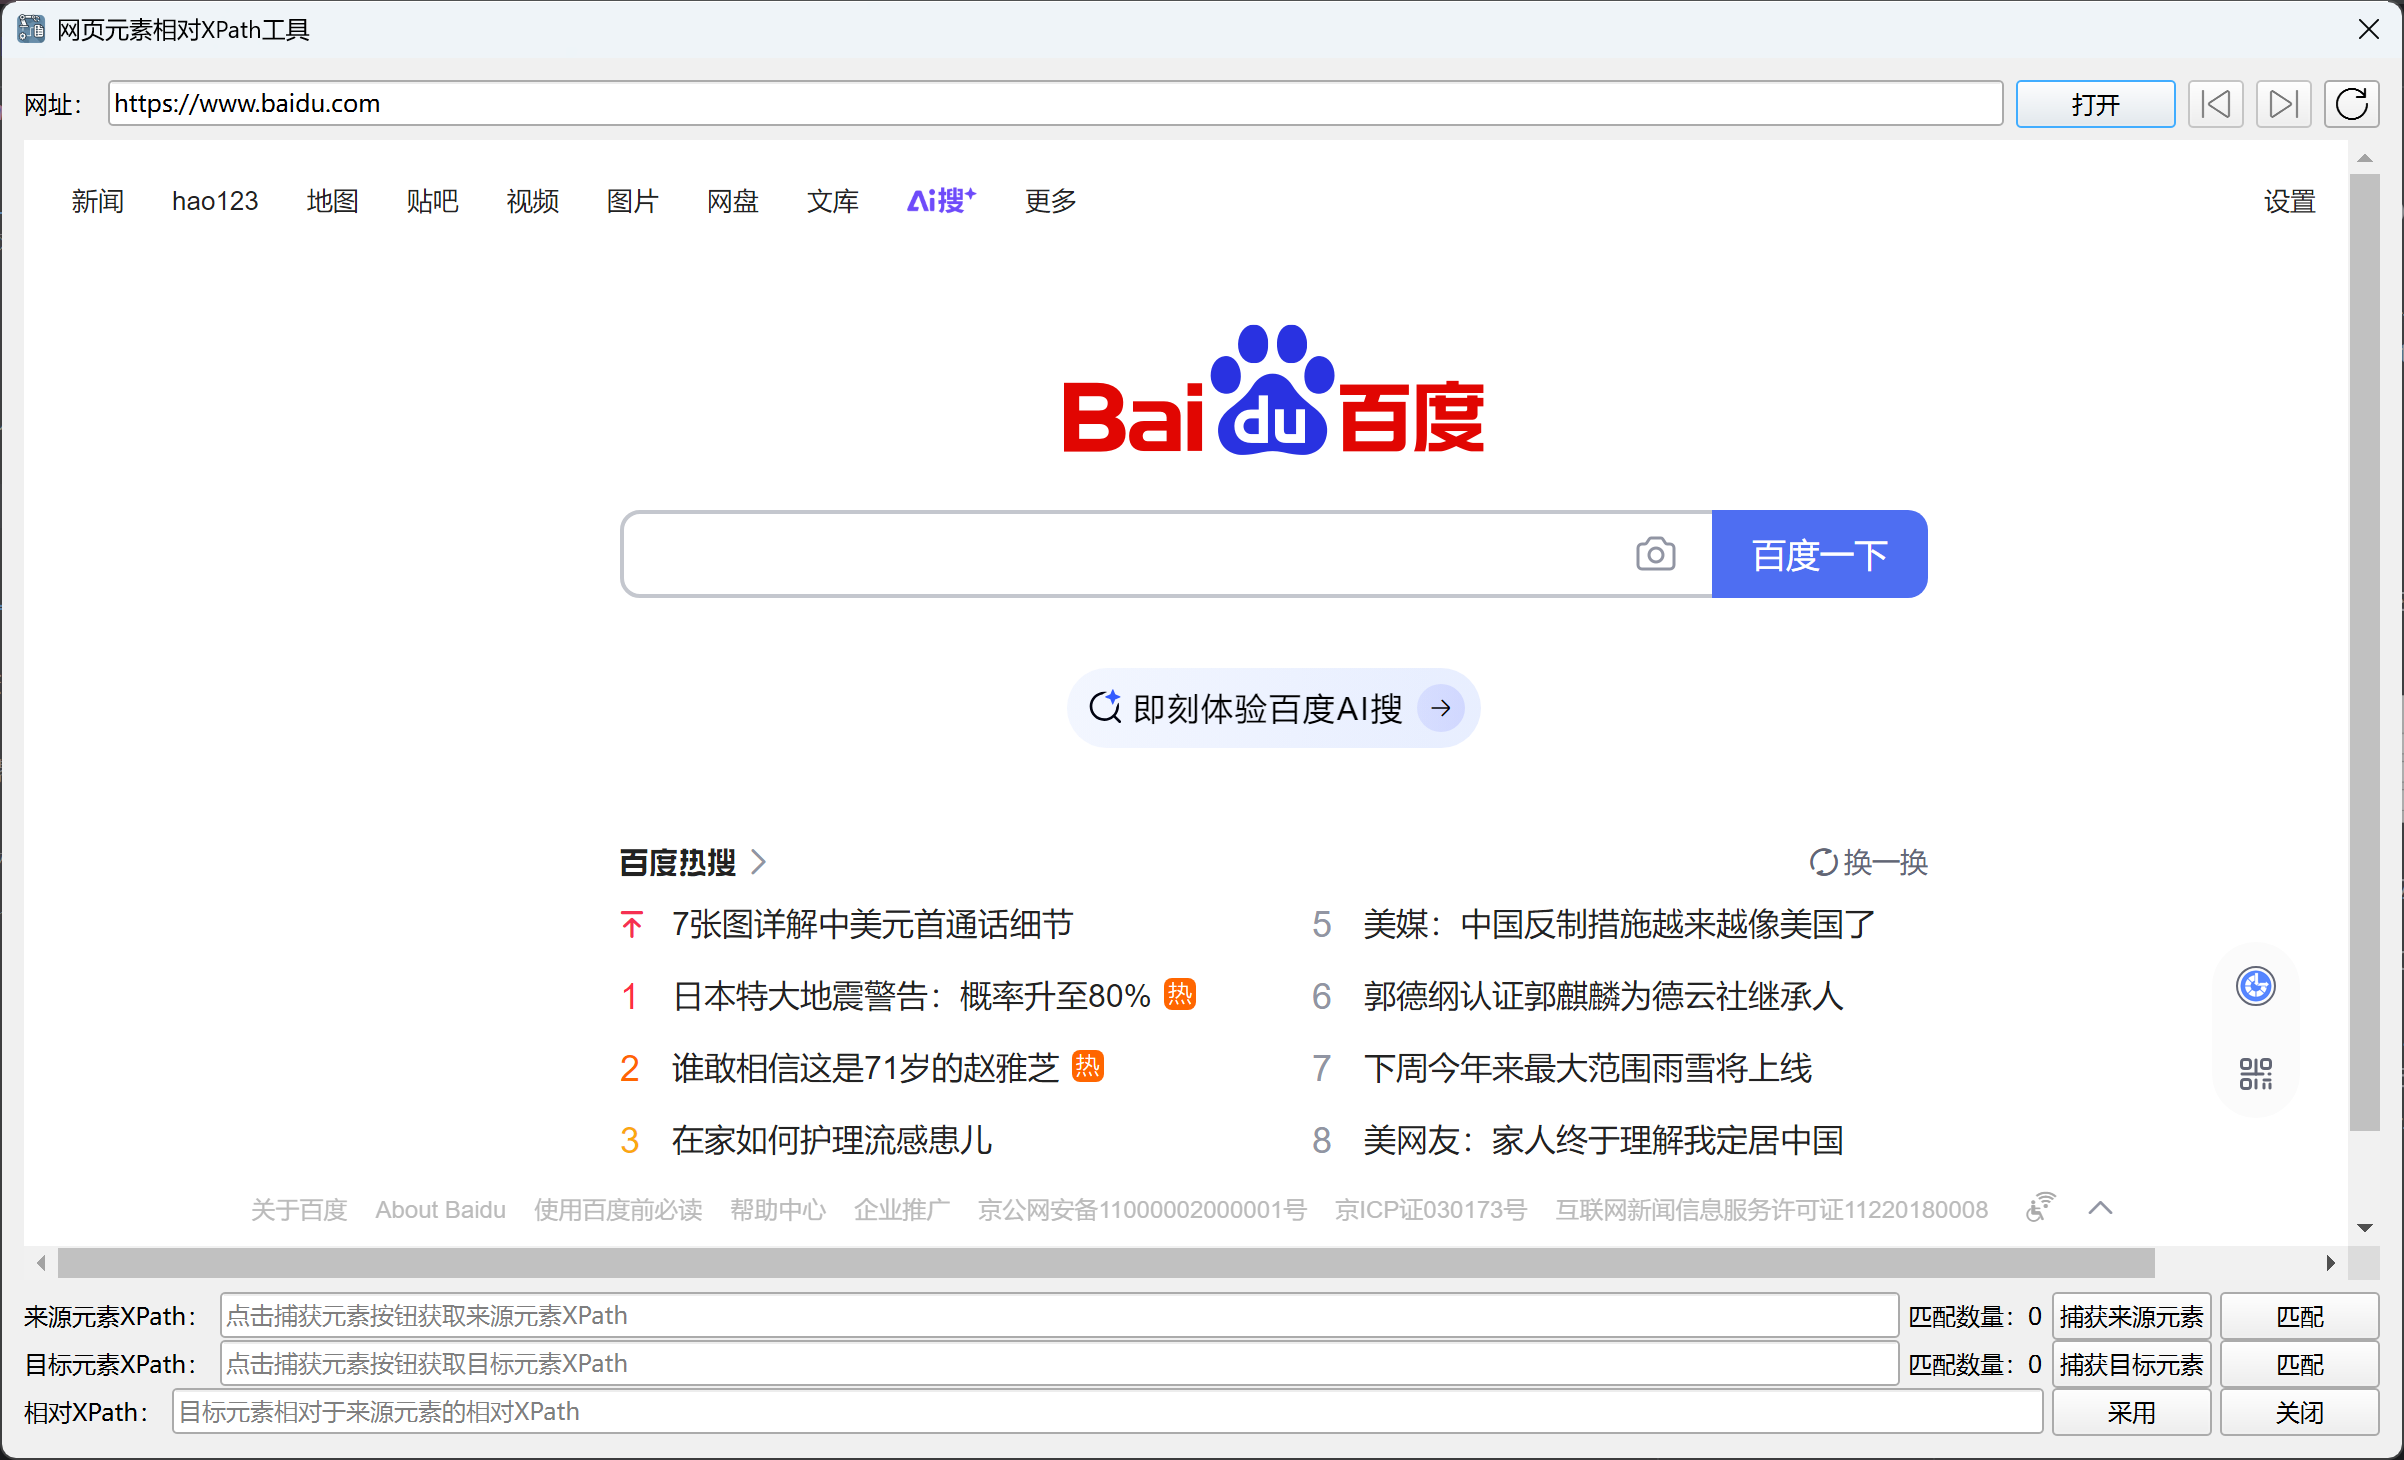 网页元素相对XPath工具
网址： https://www.baidu.com 打开
新闻 hao123 地图 贴吧 视频 图片 网盘 文库 Ai搜 更多 设置
Bai du 百度
百度一下
即刻体验百度AI搜
百度热搜 换一换
7张图详解中美元首通话细节
5 美媒：中国反制措施越来越像美国了
1 日本特大地震警告：概率升至80% 热
6 郭德纲认证郭麒麟为德云社继承人
2 谁敢相信这是71岁的赵雅芝 热
7 下周今年来最大范围雨雪将上线
3 在家如何护理流感患儿
8 美网友：家人终于理解我定居中国
关于百度 About Baidu 使用百度前必读 帮助中心 企业推广 京公网安备11000002000001号 京ICP证030173号 互联网新闻信息服务许可证11220180008
来源元素XPath： 点击捕获元素按钮获取来源元素XPath 匹配数量：0 捕获来源元素 匹配
目标元素XPath： 点击捕获元素按钮获取目标元素XPath 匹配数量：0 捕获目标元素 匹配
相对XPath： 目标元素相对于来源元素的相对XPath 采用 关闭